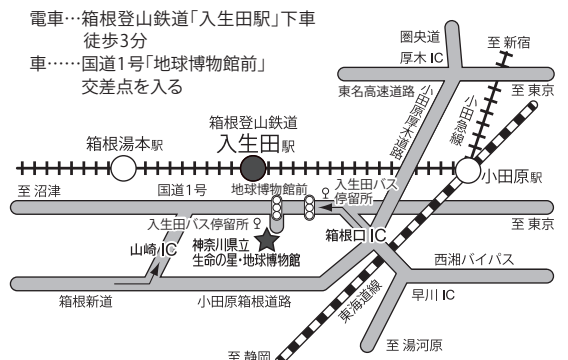 電車…箱根登山鉄道「入生田駅」下車
徒歩3分
車……国道1号「地球博物館前」
交差点を入る
圏央道
厚木 IC
至 新宿
東名高速道路
至 東京
小田原厚木道路
小田急線
箱根登山鉄道
入生田駅
箱根湯本駅
小田原駅
至 沼津
国道1号
地球博物館前
入生田バス
停留所
至 東京
入生田バス停留所
箱根口 IC
山崎 IC
神奈川県立
生命の星・地球博物館
西湘バイパス
箱根新道
小田原箱根道路
東海道線
早川 IC
至 湯河原
至 静岡